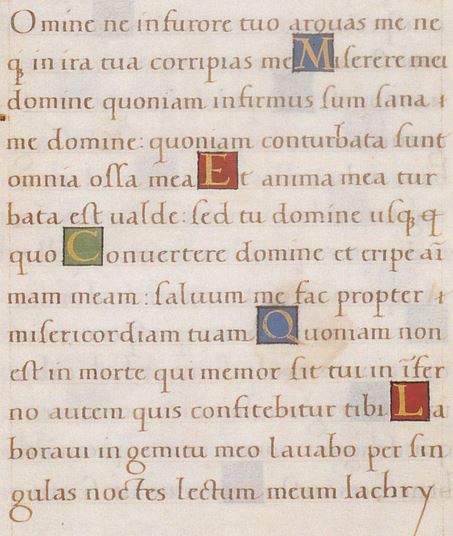 Omine ne in furore tuo arguas me ne
qꝫ in ira tua corripias me Miſerere mei
domine quoniam infirmus ſum ſana
me domine: quoniam conturbata ſunt
omnia oſſa mea Et anima mea tur
bata eſt ualde: ſed tu domine uſqꝫ q
quo Conuertere domine et eripe aı̄
mam meam: ſaluum me fac propter
miſericordiam tuam Quoniam non
eſt in morte qui memor ſit tui in ı̄fer
no autem quis confitebitur tibi La
boraui in gemitu meo lauabo per ſin
gulas noctes lectum meum lachry